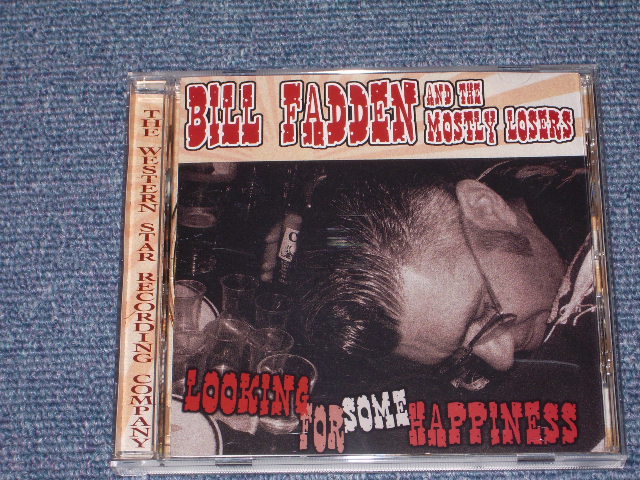 BILL FADDEN
AND THE
MOSTLY LOSERS
THE WESTERN STAR RECORDING COMPANY
LOOKING
FOR SOME HAPPINESS